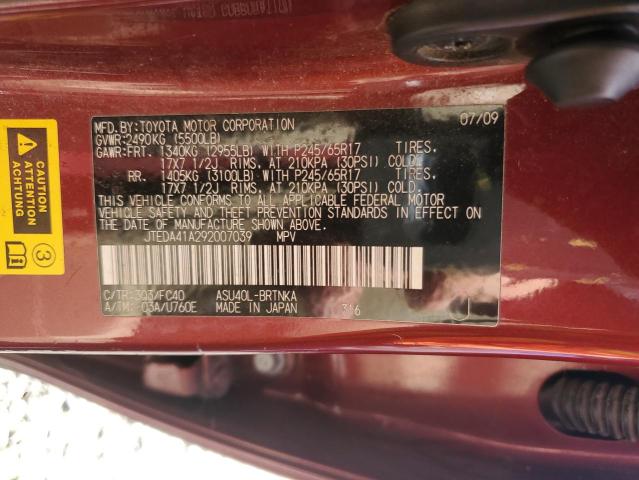 MFD.BY:TOYOTA MOTOR CORPORATION 07/09
GVWR:2490KG (5500LB)
GAWR:FRT. 1340KG (2955LB) WITH P245/65R17 TIRES.
17X7 1/2J RIMS. AT 210KPA (30PSI) COLD.
RR. 1405KG (3100LB) WITH P245/65R17 TIRES.
17X7 1/2J RIMS. AT 210KPA (30PSI) COLD.
THIS VEHICLE CONFORMS TO ALL APPLICABLE FEDERAL MOTOR
VEHICLE SAFETY AND THEFT PREVENTION STANDARDS IN EFFECT ON
THE DATE OF MANUFACTURE SHOWN ABOVE.
JTEDA41A292007039 MPV
C/TR:3Q3/FC40 ASU40L-BRTNKA
A/TM:-03A/U760E MADE IN JAPAN 316
J
CAUTION
ATTENTION
ACHTUNG
3